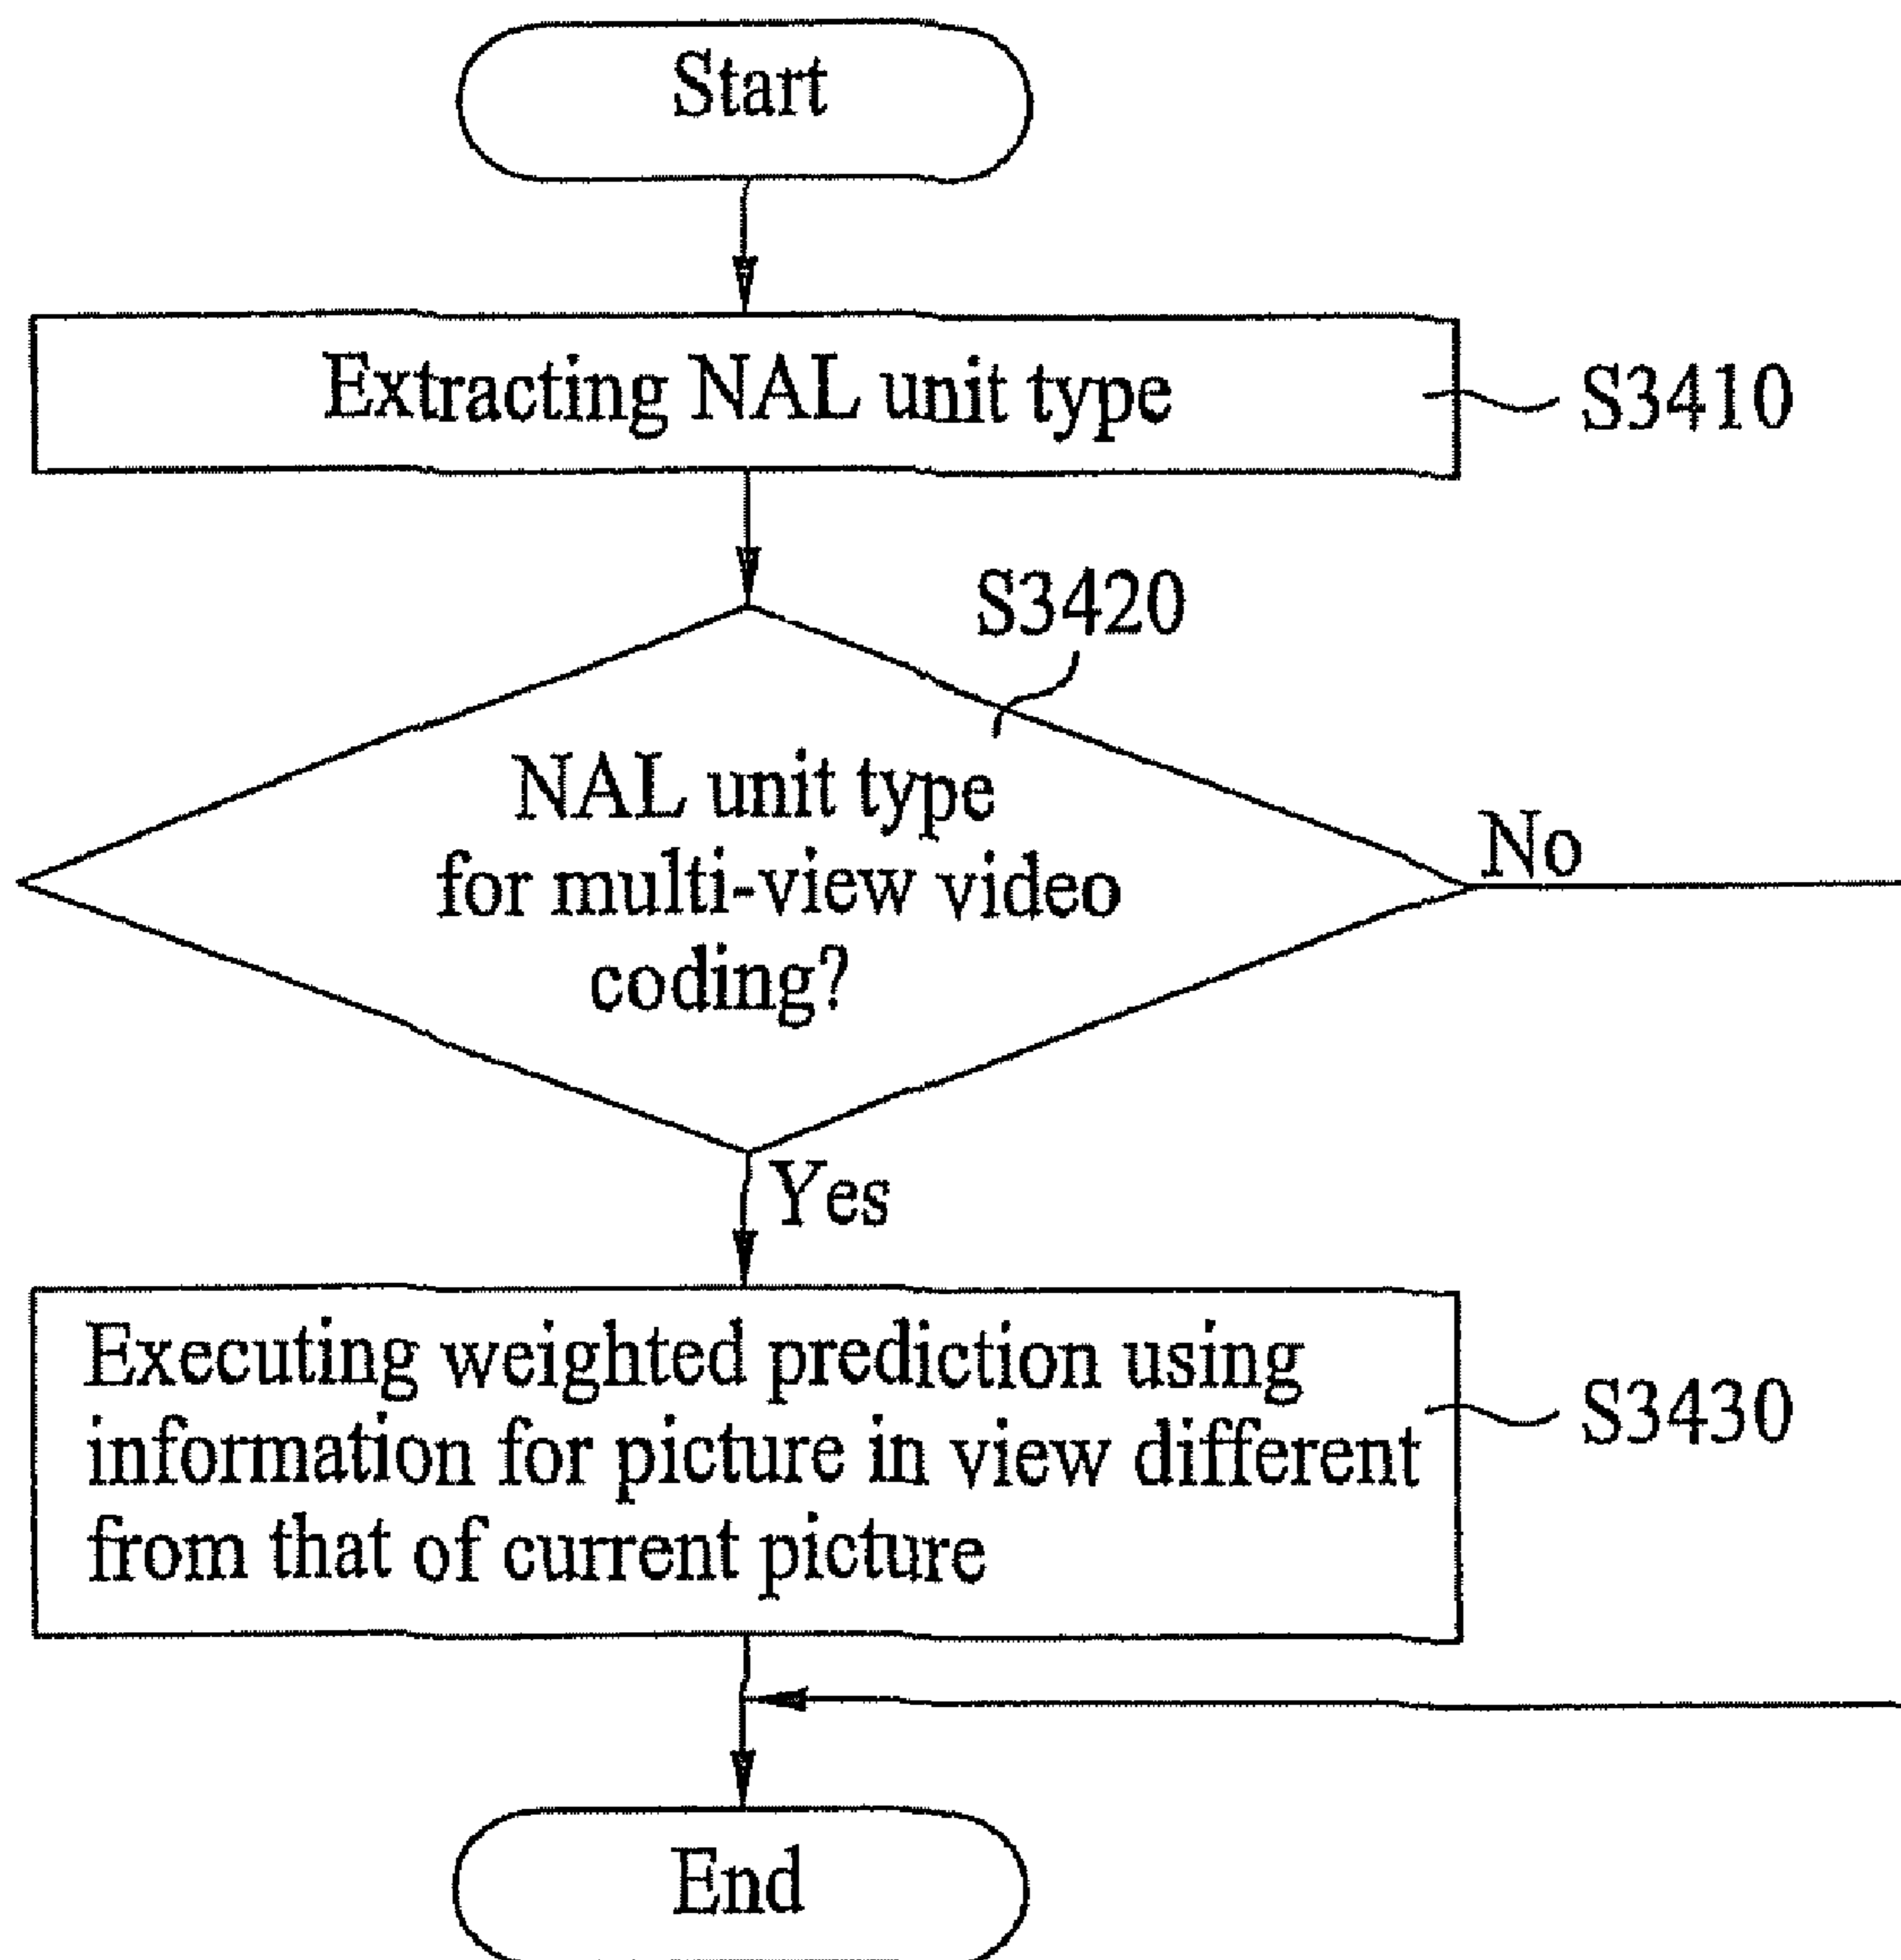 Start
Extracting NAL unit type
S3410
S3420
NAL unit type
for multi-view video
coding?
No
Yes
Executing weighted prediction using
information for picture in view different
from that of current picture
S3430
End